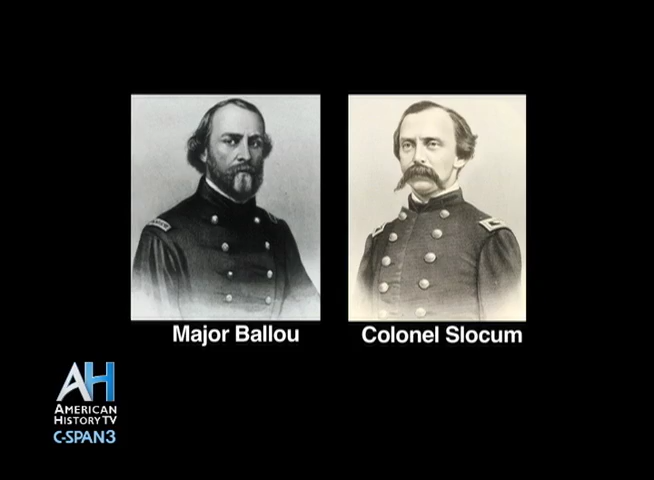 Major Ballou
Colonel Slocum
AH
AMERICAN
HISTORY TV
C-SPAN3